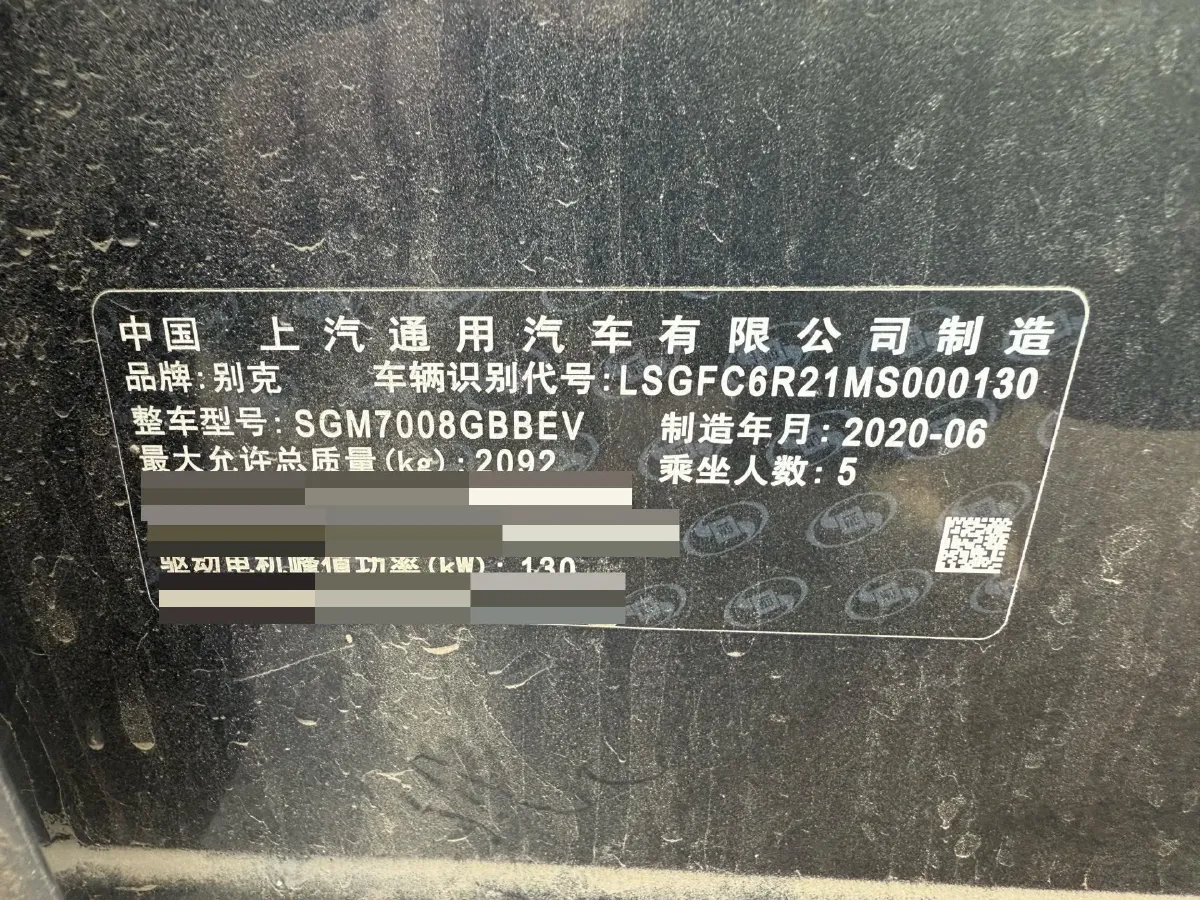 中国 上汽通用汽车有限公司制造
品牌:别克 车辆识别代号:LSGFC6R21MS000130
整车型号:SGM7008GBBEV 制造年月:2020-06
最大允许总质量(kg):2092 乘坐人数:5
驱动电机峰值功率(kW):130